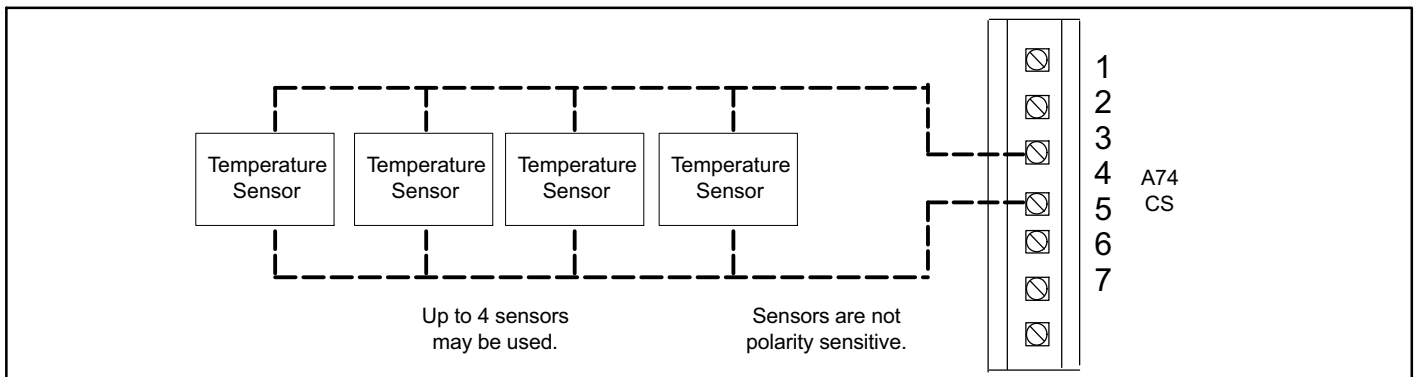 Temperature
Sensor
Temperature
Sensor
Temperature
Sensor
Temperature
Sensor
1
2
3
4
5
6
7
A74
CS
Up to 4 sensors
may be used.
Sensors are not
polarity sensitive.